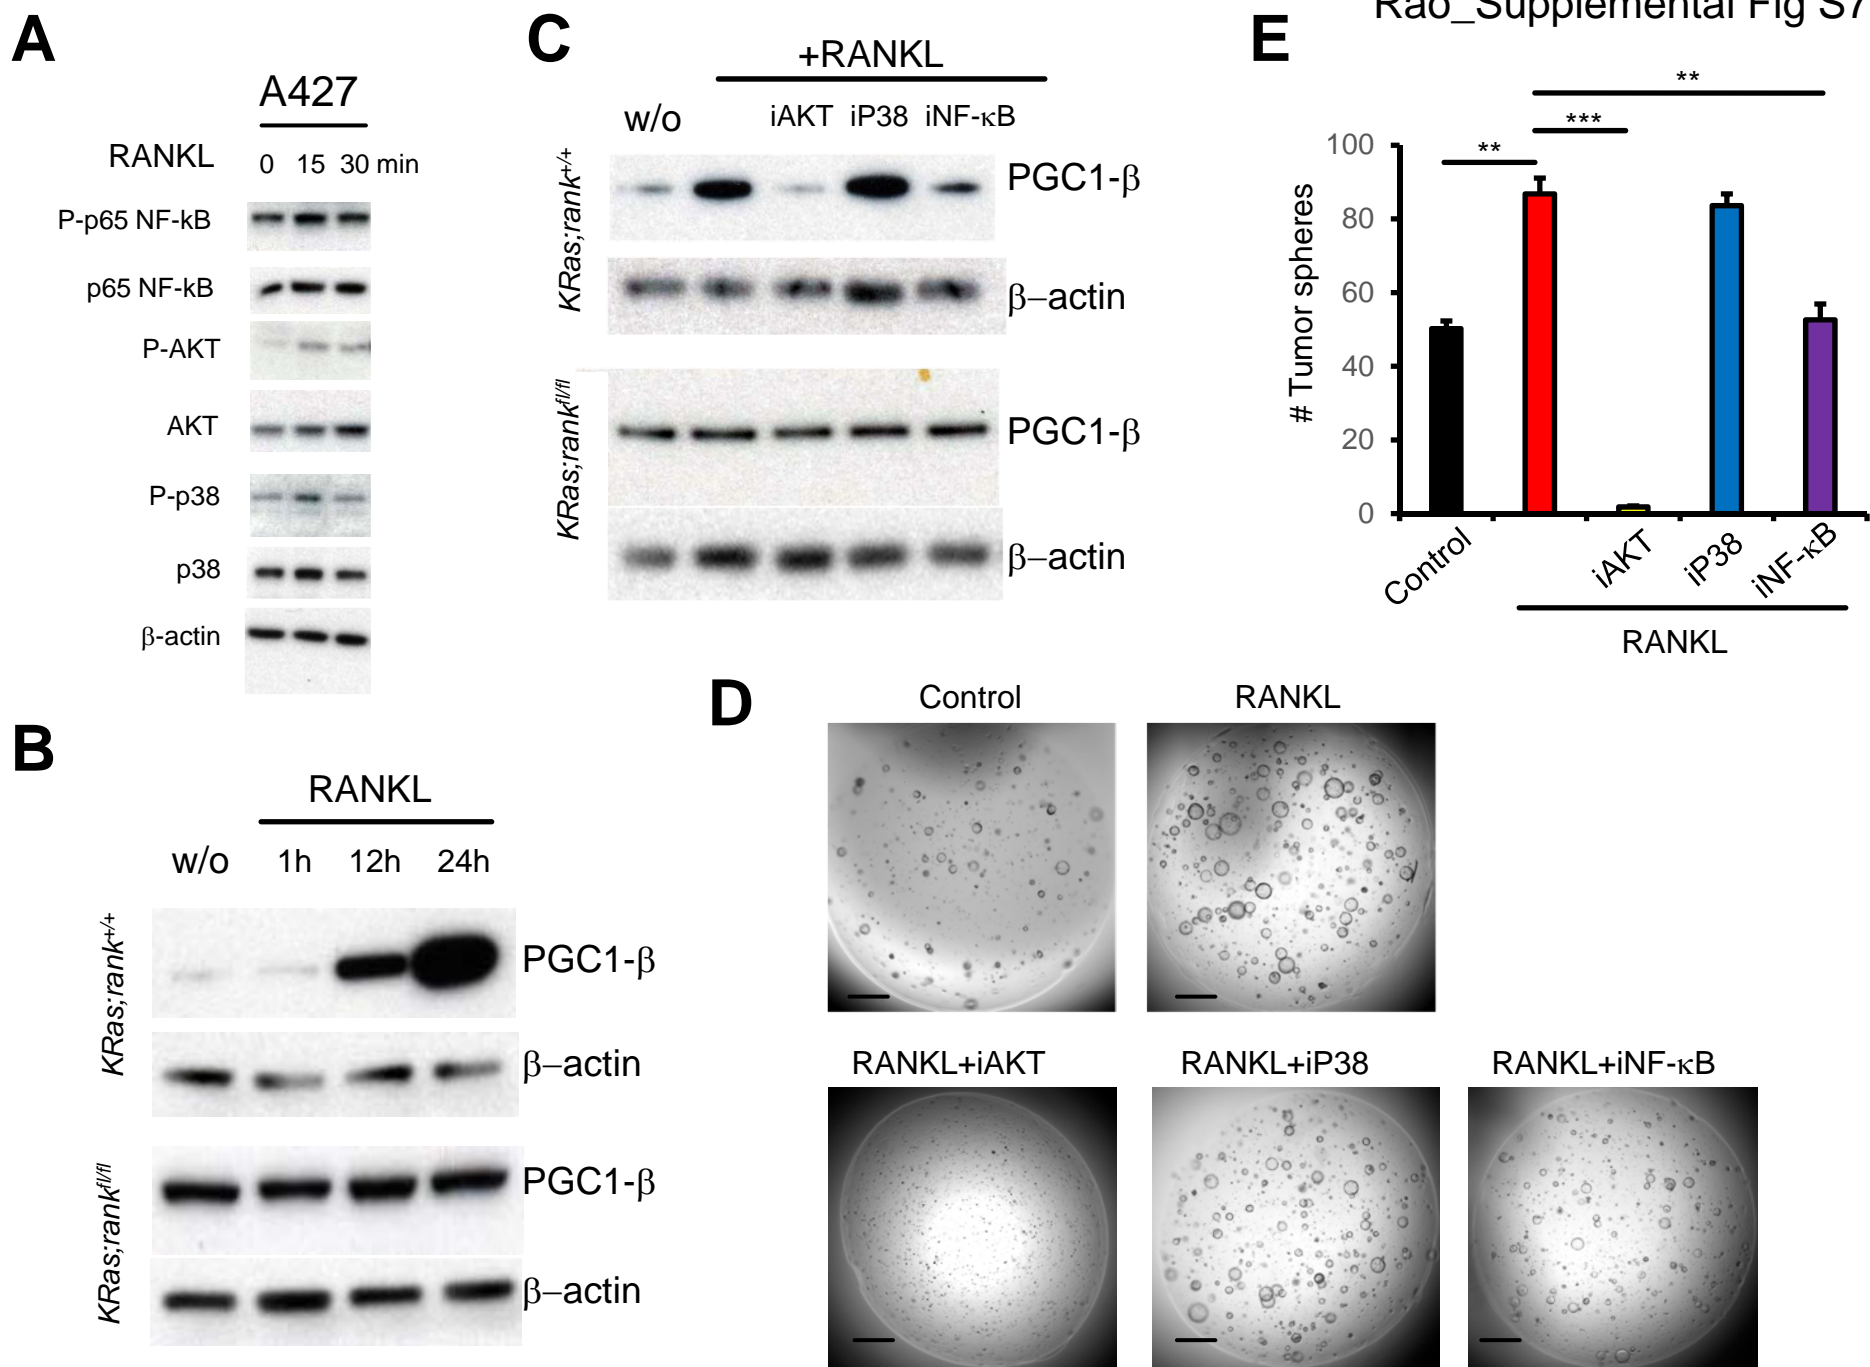 Rao_Supplemental Fig S7
A
A427
RANKL 0 15 30 min
P-p65 NF-kB
p65 NF-kB
P-AKT
AKT
P-p38
p38
β-actin
B
RANKL
w/o 1h 12h 24h
KRas;rank+/+
PGC1-β
β–actin
KRas;rankfl/fl
PGC1-β
β–actin
C
+RANKL
w/o iAKT iP38 iNF-κB
KRas;rank+/+
PGC1-β
β–actin
KRas;rankfl/fl
PGC1-β
β–actin
D
Control RANKL
RANKL+iAKT RANKL+iP38 RANKL+iNF-κB
E
**
***
**
# Tumor spheres
100
80
60
40
20
0
Control iAKT iP38 iNF-κB
RANKL